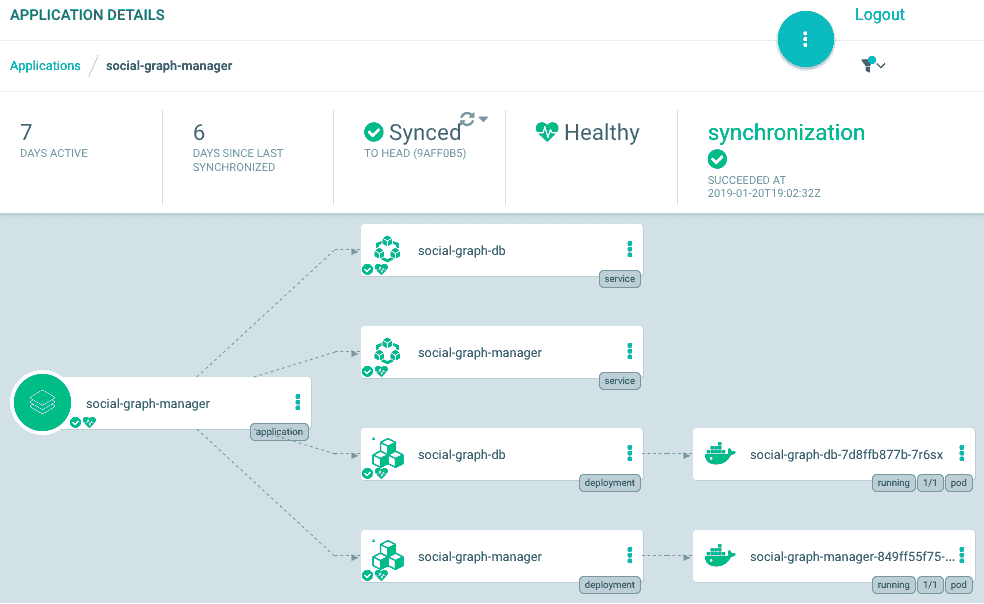 APPLICATION DETAILS
Logout
Applications / social-graph-manager
7
DAYS ACTIVE
6
DAYS SINCE LAST
SYNCHRONIZED
Synced
TO HEAD (9AFF0B5)
Healthy
synchronization
SUCCEEDED AT
2019-01-20T19:02:32Z
social-graph-db
service
social-graph-manager
service
social-graph-manager
application
social-graph-db
deployment
social-graph-db-7d8ffb877b-7r6sx
running 1/1 pod
social-graph-manager
deployment
social-graph-manager-849ff55f75-...
running 1/1 pod